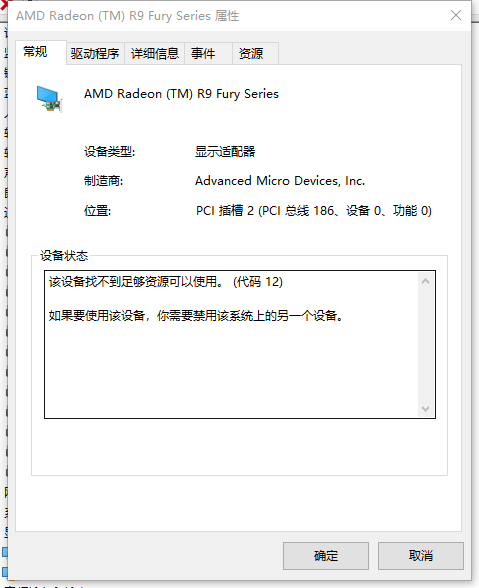 AMD Radeon (TM) R9 Fury Series 属性
常规 驱动程序 详细信息 事件 资源
AMD Radeon (TM) R9 Fury Series
设备类型: 显示适配器
制造商: Advanced Micro Devices, Inc.
位置: PCI 插槽 2 (PCI 总线 186、设备 0、功能 0)
设备状态
该设备找不到足够资源可以使用。 (代码 12)
如果要使用该设备，你需要禁用该系统上的另一个设备。
确定 取消